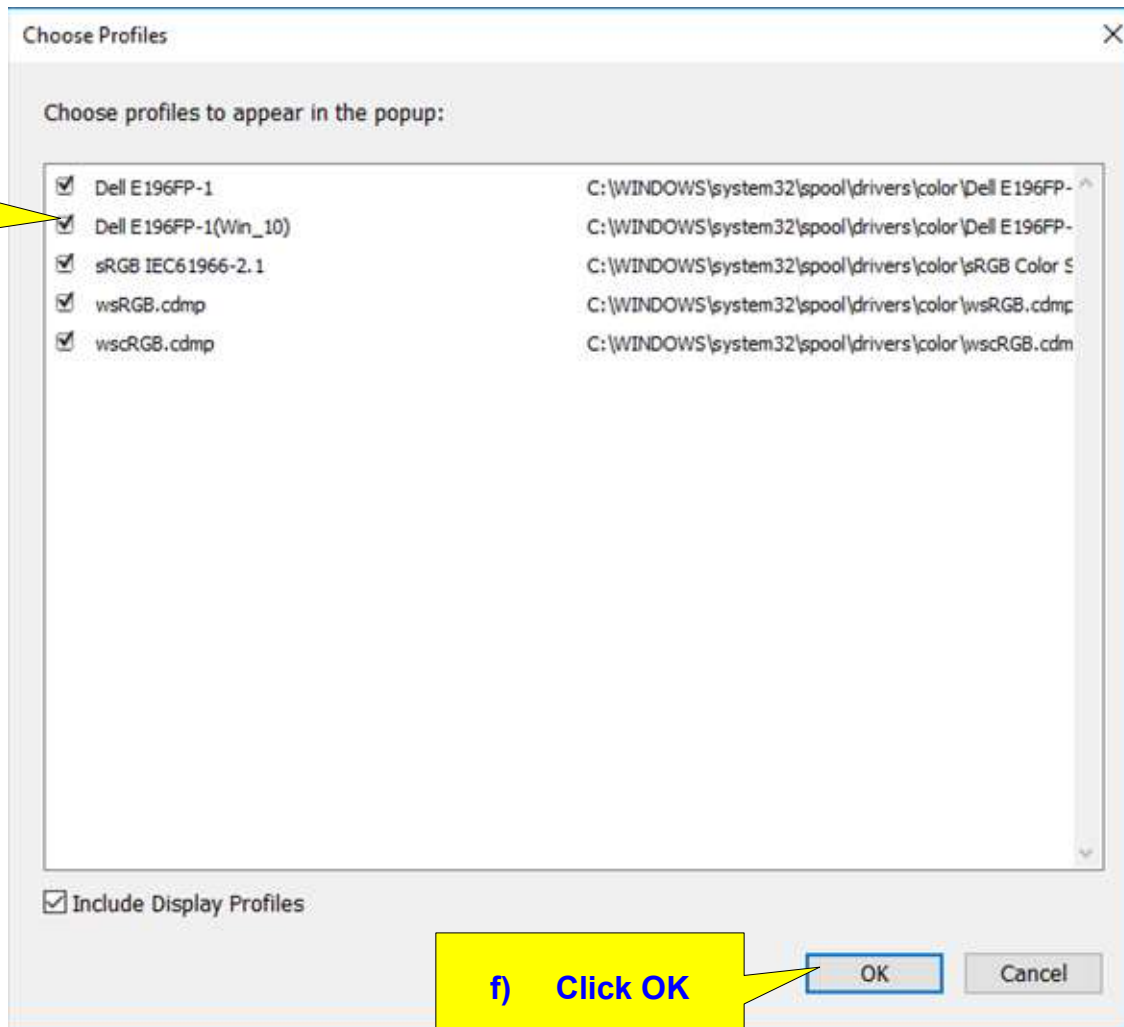 Choose Profiles
Choose profiles to appear in the popup:
Dell E196FP-1 C:\WINDOWS\system32\spool\drivers\color\Dell E196FP-
Dell E196FP-1(Win_10) C:\WINDOWS\system32\spool\drivers\color\Dell E196FP-
sRGB IEC61966-2.1 C:\WINDOWS\system32\spool\drivers\color\sRGB Color S
wsRGB.cdmp C:\WINDOWS\system32\spool\drivers\color\wsRGB.cdmp
wscRGB.cdmp C:\WINDOWS\system32\spool\drivers\color\wscRGB.cdm
Include Display Profiles
f) Click OK
OK Cancel